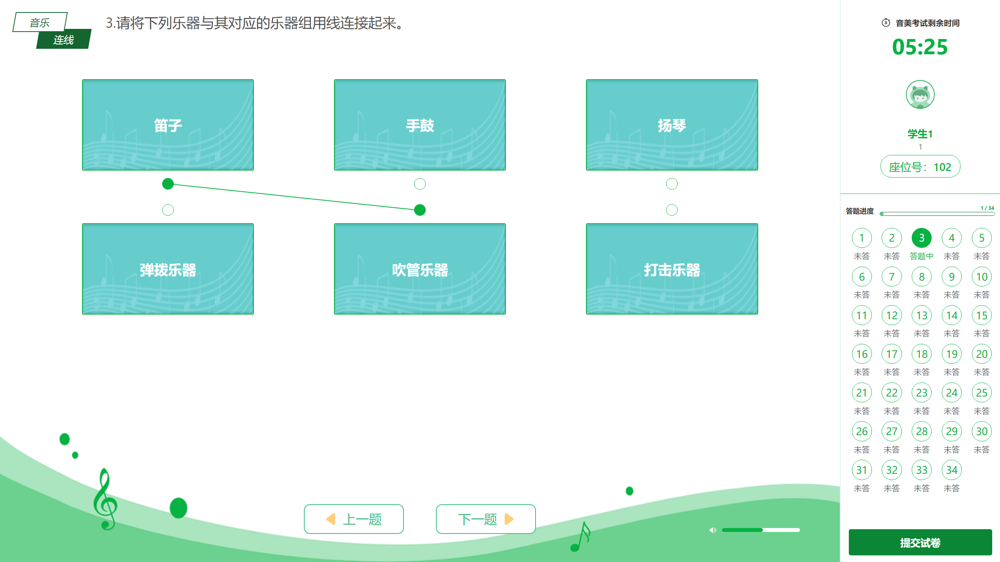 音乐
连线
3.请将下列乐器与其对应的乐器组用线连接起来。
笛子
手鼓
扬琴
弹拨乐器
吹管乐器
打击乐器
上一题
下一题
音美考试剩余时间
05:25
学生1
1
座位号：102
答题进度
1 / 34
1 2 3 4 5
未答 未答 答题中 未答 未答
6 7 8 9 10
未答 未答 未答 未答 未答
11 12 13 14 15
未答 未答 未答 未答 未答
16 17 18 19 20
未答 未答 未答 未答 未答
21 22 23 24 25
未答 未答 未答 未答 未答
26 27 28 29 30
未答 未答 未答 未答 未答
31 32 33 34
未答 未答 未答 未答
提交试卷